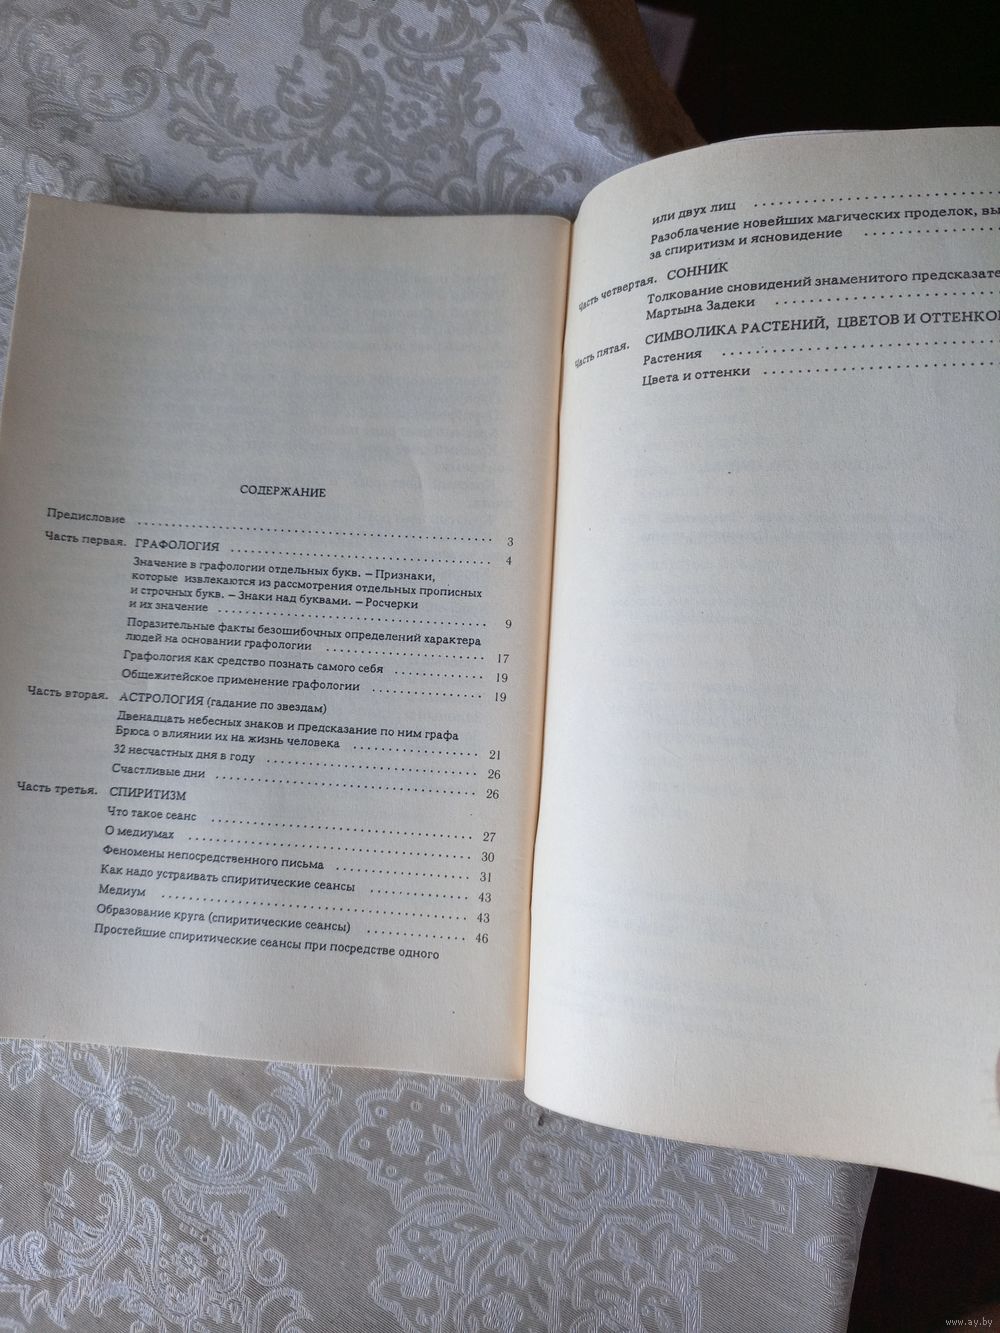 СОДЕРЖАНИЕ
Предисловие . . . . . . . . . . . . . . . . . . . . . . . . . . . . . . . . . . . . . . . . 3
Часть первая. ГРАФОЛОГИЯ . . . . . . . . . . . . . . . . . . . . . . . . . . . . 4
Значение в графологии отдельных букв. – Признаки,
которые извлекаются из рассмотрения отдельных прописных
и строчных букв. – Знаки над буквами. – Росчерки
и их значение . . . . . . . . . . . . . . . . . . . . . . . . . . . . . 9
Поразительные факты безошибочных определений характера
людей на основании графологии . . . . . . . . . . . . . . . . . 17
Графология как средство познать самого себя . . . . . . . . . . 19
Общежитейское применение графологии . . . . . . . . . . . . 19
Часть вторая. АСТРОЛОГИЯ (гадание по звездам)
Двенадцать небесных знаков и предсказание по ним графа
Брюса о влиянии их на жизнь человека . . . . . . . . . . . . . . 21
32 несчастных дня в году . . . . . . . . . . . . . . . . . . . . . . . 26
Счастливые дни . . . . . . . . . . . . . . . . . . . . . . . . . . . . 26
Часть третья. СПИРИТИЗМ
Что такое сеанс . . . . . . . . . . . . . . . . . . . . . . . . . . . . 27
О медиумах . . . . . . . . . . . . . . . . . . . . . . . . . . . . . . 30
Феномены непосредственного письма . . . . . . . . . . . . . . 31
Как надо устраивать спиритические сеансы . . . . . . . . . . 43
Медиум . . . . . . . . . . . . . . . . . . . . . . . . . . . . . . . . . 43
Образование круга (спиритические сеансы) . . . . . . . . . . 46
Простейшие спиритические сеансы при посредстве одного
или двух лиц . . . . . . . . . . . . . . . . . . . . . . . .
Разоблачение новейших магических проделок, вы
за спиритизм и ясновидение . . . . . . . . . . . . .
Часть четвертая. СОННИК
Толкование сновидений знаменитого предсказате
Мартына Задеки . . . . . . . . . . . . . . . . . . . . .
Часть пятая. СИМВОЛИКА РАСТЕНИЙ, ЦВЕТОВ И ОТТЕНКОВ
Растения . . . . . . . . . . . . . . . . . . . . . . . . . .
Цвета и оттенки . . . . . . . . . . . . . . . . . . . . . .
www.ay.by